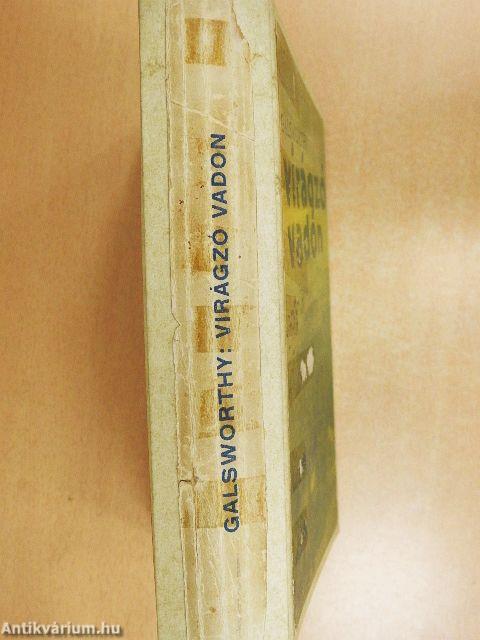 GALSWORTHY: VIRÁGZÓ VADON
virágzó
vadon
Antikvárium.hu